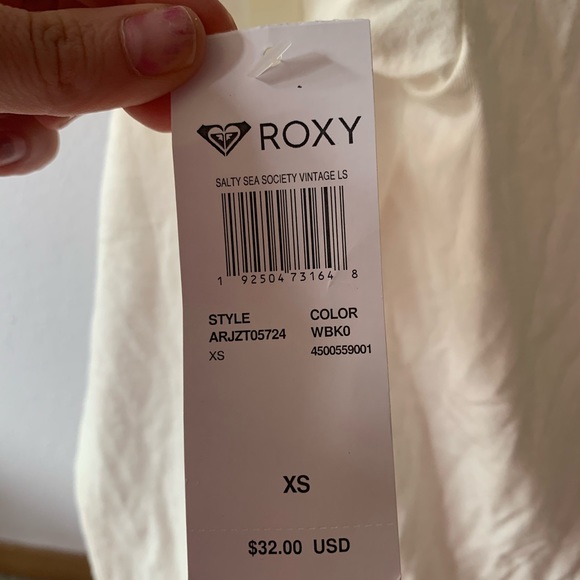 ROXY
SALTY SEA SOCIETY VINTAGE LS
1 92504 73164 8
STYLE COLOR
ARJZT05724 WBK0
XS 4500559001
XS
$32.00 USD